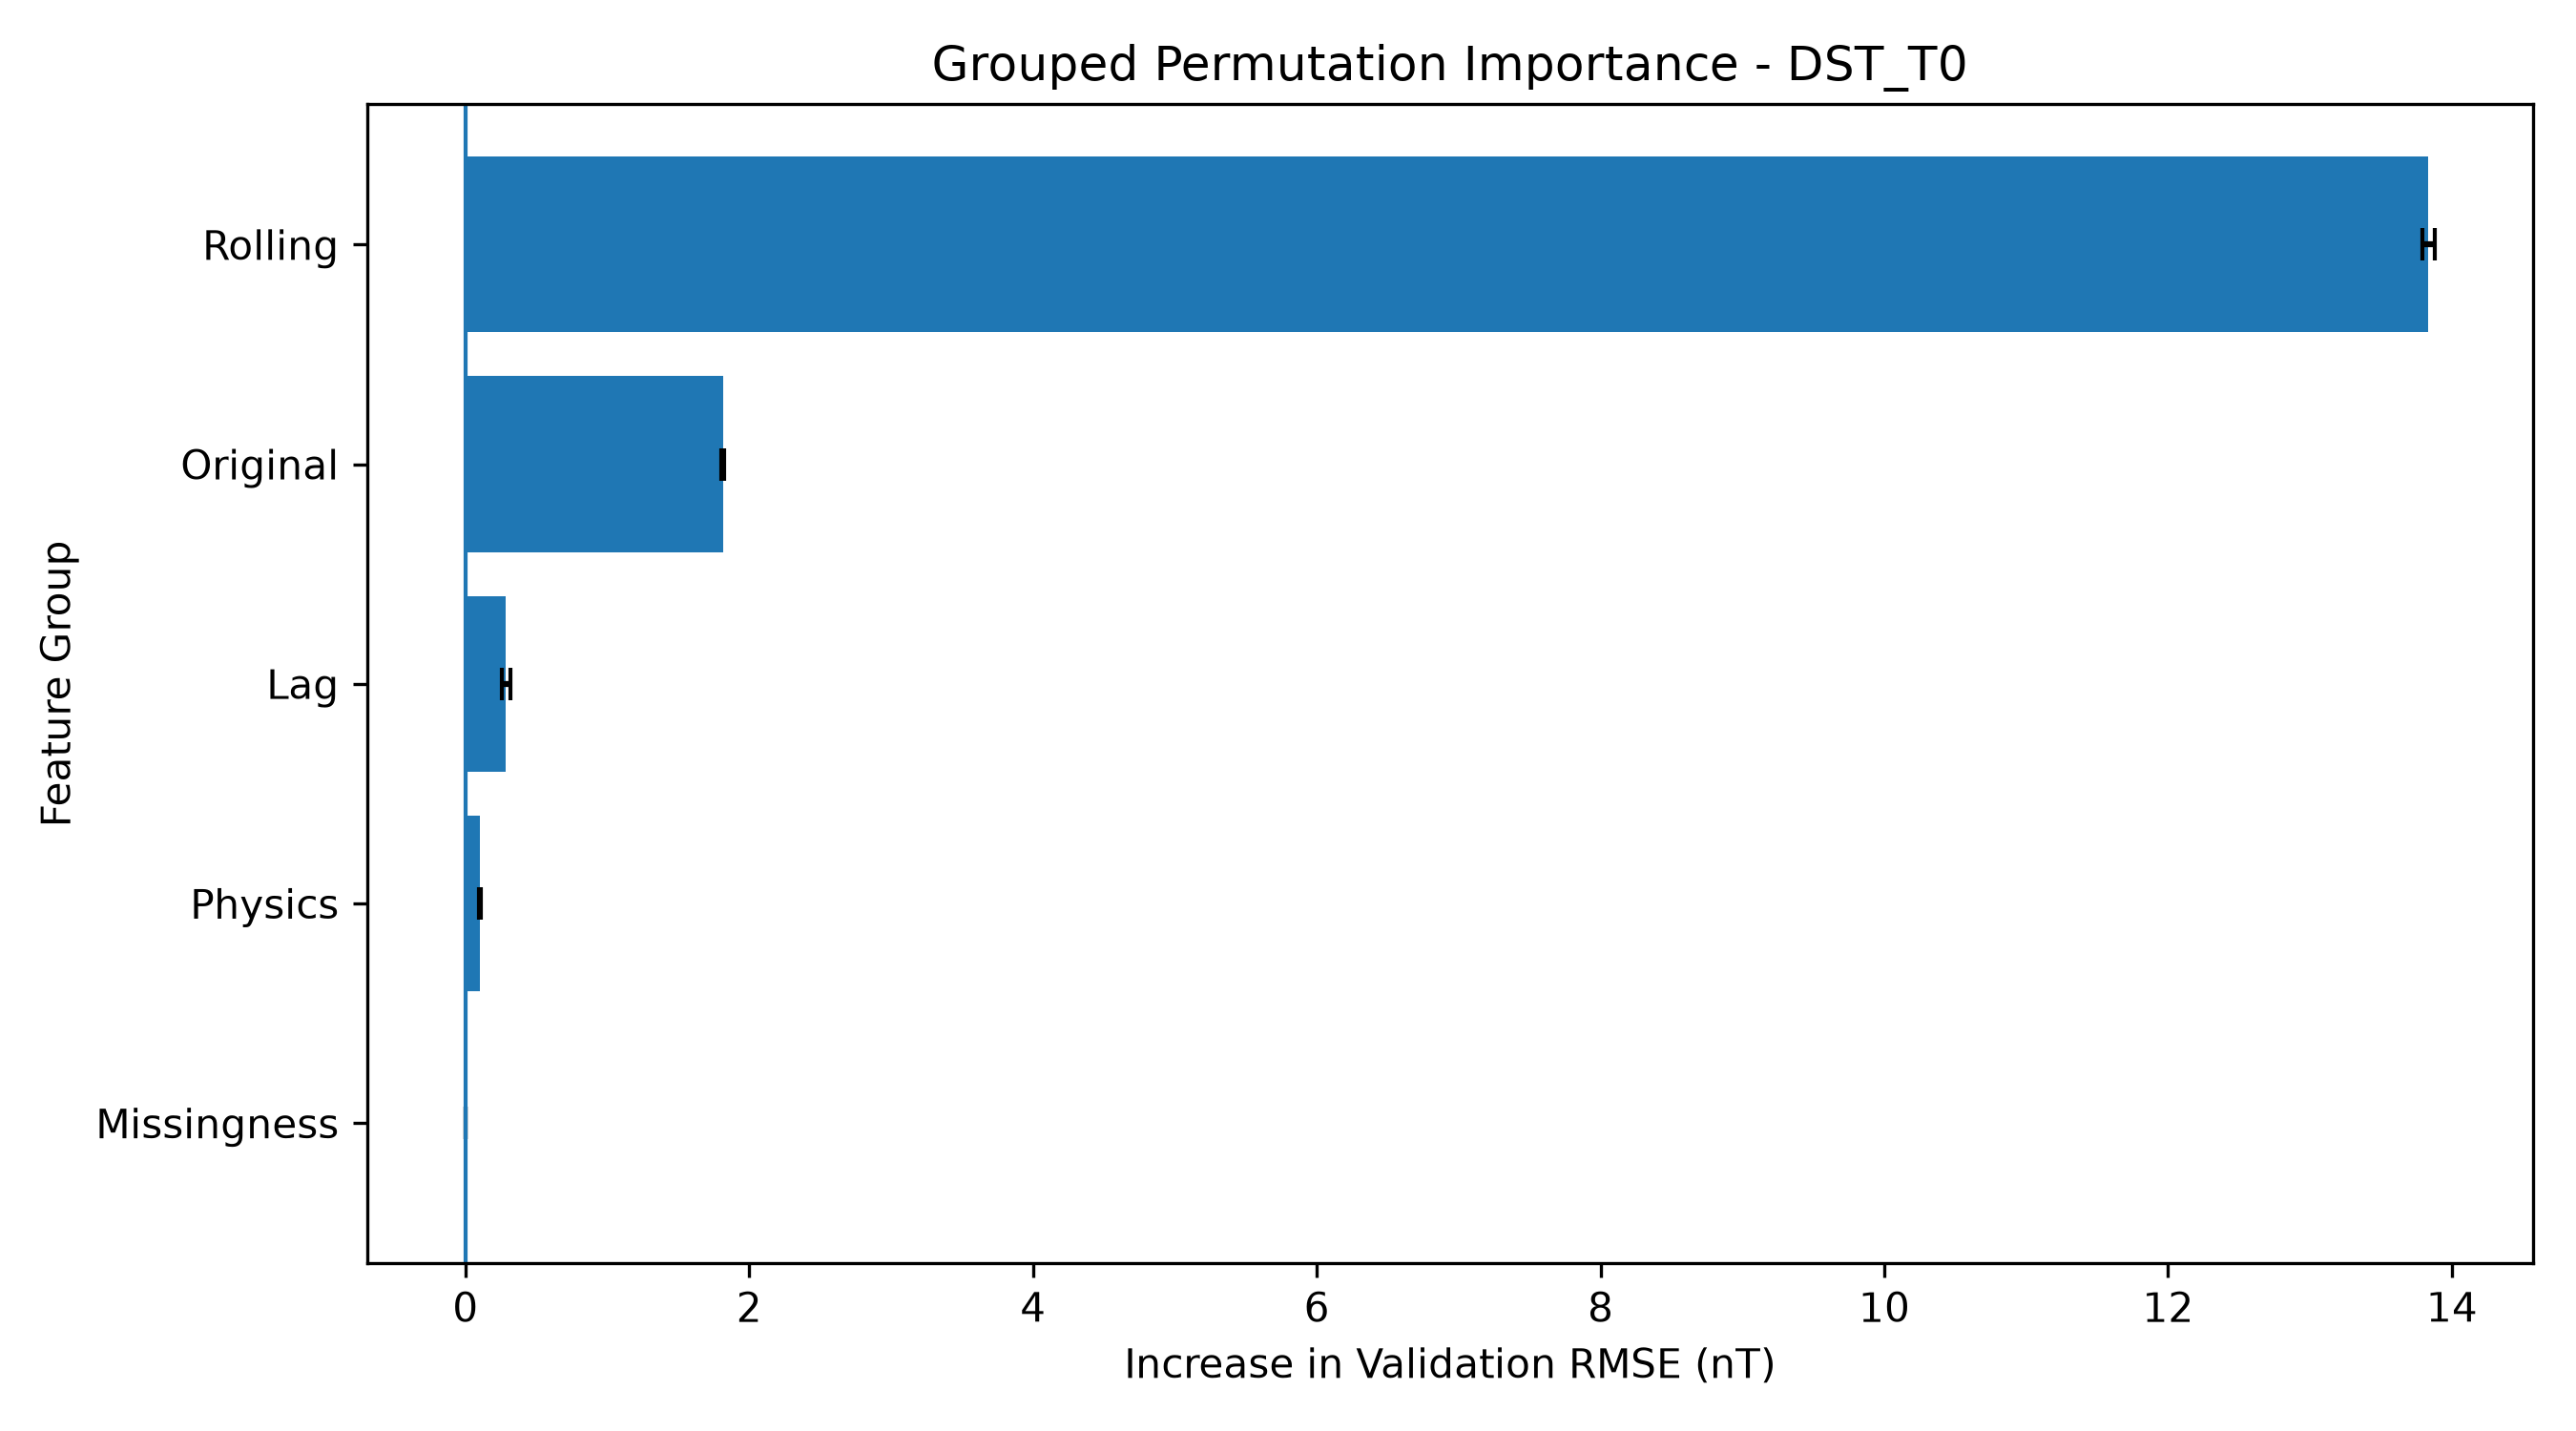 Grouped Permutation Importance - DST_T0
Rolling
Original
Lag
Physics
Missingness
Feature Group
0 2 4 6 8 10 12 14
Increase in Validation RMSE (nT)